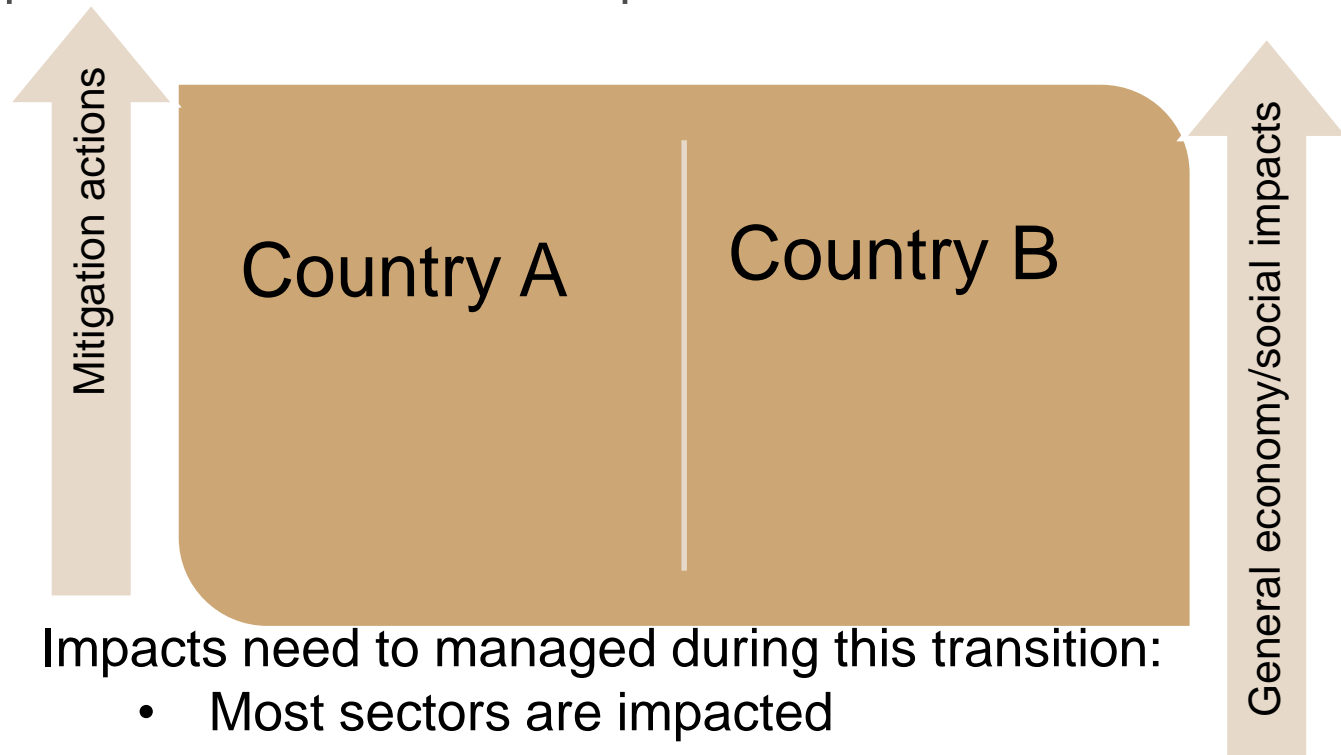 Mitigation actions
Country A
Country B
General economy/social impacts
Impacts need to managed during this transition:
• Most sectors are impacted